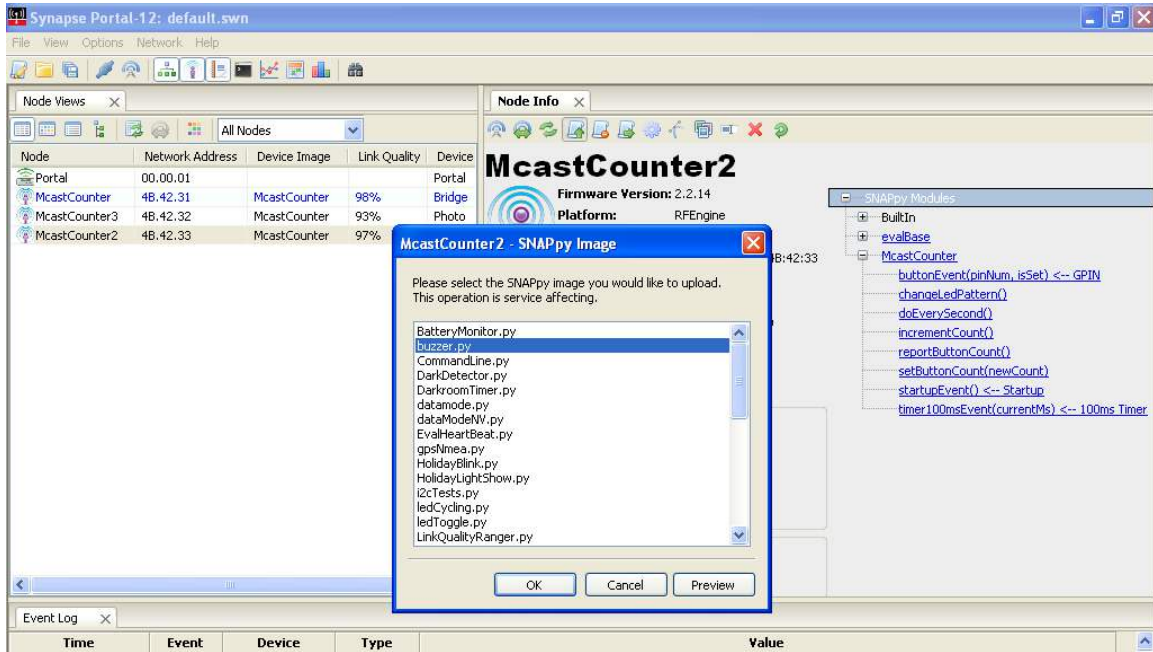 Synapse Portal-12: default.swn
File View Options Network Help
Node Views
Node Info
All Nodes
Node Network Address Device Image Link Quality Device
Portal 00.00.01 Portal
McastCounter 4B.42.31 McastCounter 98% Bridge
McastCounter3 4B.42.32 McastCounter 93% Photo
McastCounter2 4B.42.33 McastCounter 97%
McastCounter2
Firmware Version: 2.2.14
Platform: RFEngine
4B:42:33
SNAPpy Modules
BuiltIn
evalBase
McastCounter
buttonEvent(pinNum, isSet) <-- GPIN
changeLedPattern()
doEverySecond()
incrementCount()
reportButtonCount()
setButtonCount(newCount)
startupEvent() <-- Startup
timer100msEvent(currentMs) <-- 100ms Timer
McastCounter2 - SNAPpy Image
Please select the SNAPpy image you would like to upload.
This operation is service affecting.
BatteryMonitor.py
buzzer.py
CommandLine.py
DarkDetector.py
DarkroomTimer.py
datamode.py
dataModeNV.py
EvalHeartBeat.py
gpsNmea.py
HolidayBlink.py
HolidayLightShow.py
i2cTests.py
ledCycling.py
ledToggle.py
LinkQualityRanger.py
OK Cancel Preview
Event Log
Time Event Device Type Value